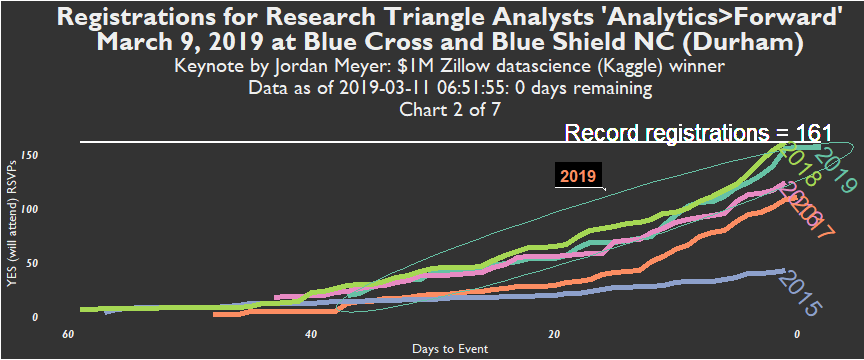 Registrations for Research Triangle Analysts 'Analytics>Forward'
March 9, 2019 at Blue Cross and Blue Shield NC (Durham)
Keynote by Jordan Meyer: $1M Zillow datascience (Kaggle) winner
Data as of 2019-03-11 06:51:55: 0 days remaining
Chart 2 of 7
Record registrations = 161
YES (will attend) RSVPs
150
100
50
0
2019
2018
2019
2016
2017
2015
60
40
20
0
Days to Event